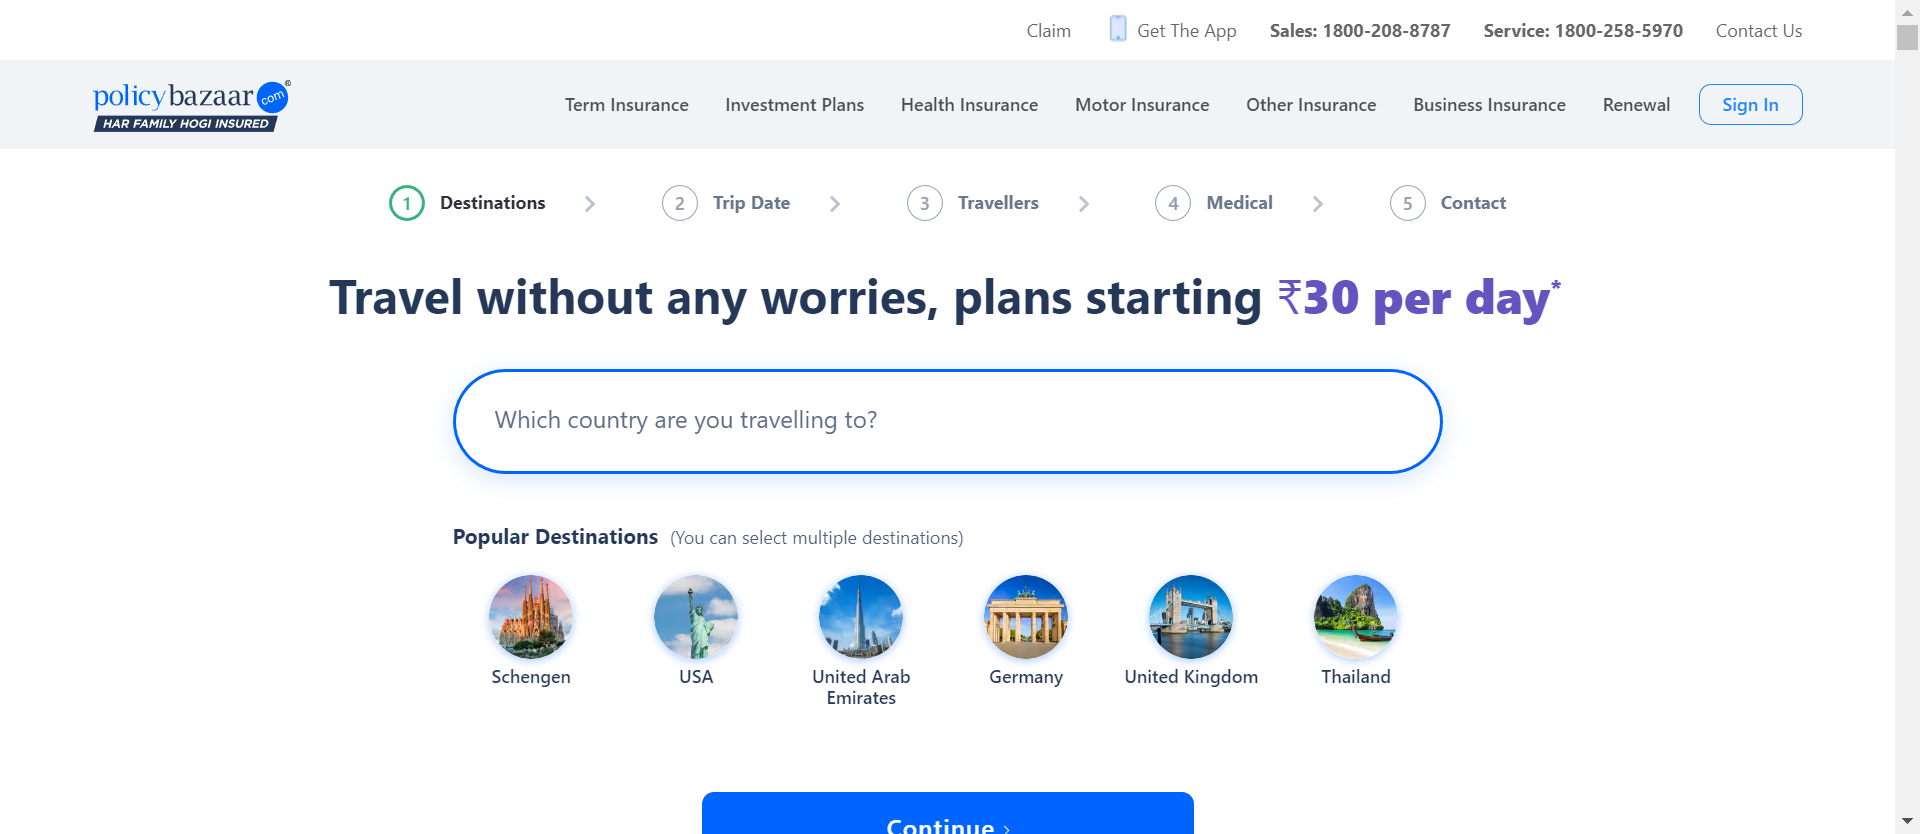 Claim Get The App Sales: 1800-208-8787 Service: 1800-258-5970 Contact Us
policybazaar.com®
HAR FAMILY HOGI INSURED
Term Insurance Investment Plans Health Insurance Motor Insurance Other Insurance Business Insurance Renewal Sign In
1 Destinations 2 Trip Date 3 Travellers 4 Medical 5 Contact
Travel without any worries, plans starting ₹30 per day*
Which country are you travelling to?
Popular Destinations (You can select multiple destinations)
Schengen USA United Arab Emirates Germany United Kingdom Thailand
Continue ›